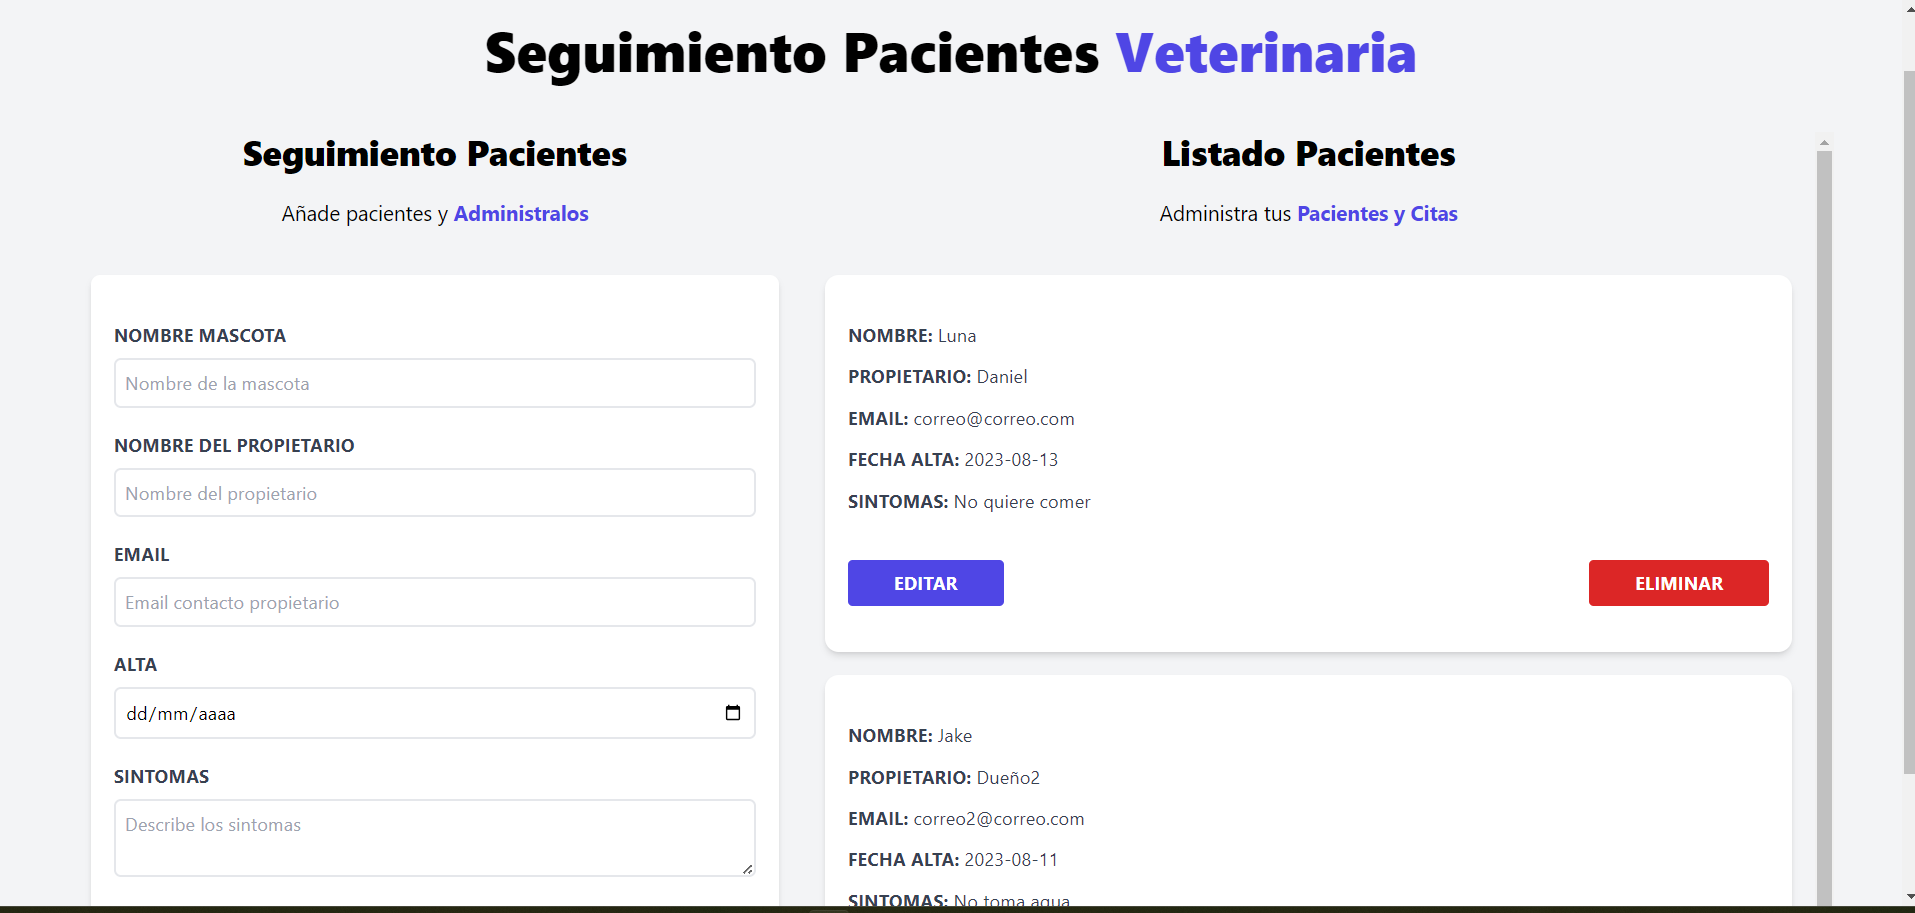 Seguimiento Pacientes Veterinaria
Seguimiento Pacientes
Añade pacientes y Administralos
NOMBRE MASCOTA
Nombre de la mascota
NOMBRE DEL PROPIETARIO
Nombre del propietario
EMAIL
Email contacto propietario
ALTA
dd/mm/aaaa
SINTOMAS
Describe los sintomas
Listado Pacientes
Administra tus Pacientes y Citas
NOMBRE: Luna
PROPIETARIO: Daniel
EMAIL: correo@correo.com
FECHA ALTA: 2023-08-13
SINTOMAS: No quiere comer
EDITAR
ELIMINAR
NOMBRE: Jake
PROPIETARIO: Dueño2
EMAIL: correo2@correo.com
FECHA ALTA: 2023-08-11
SINTOMAS: No toma agua